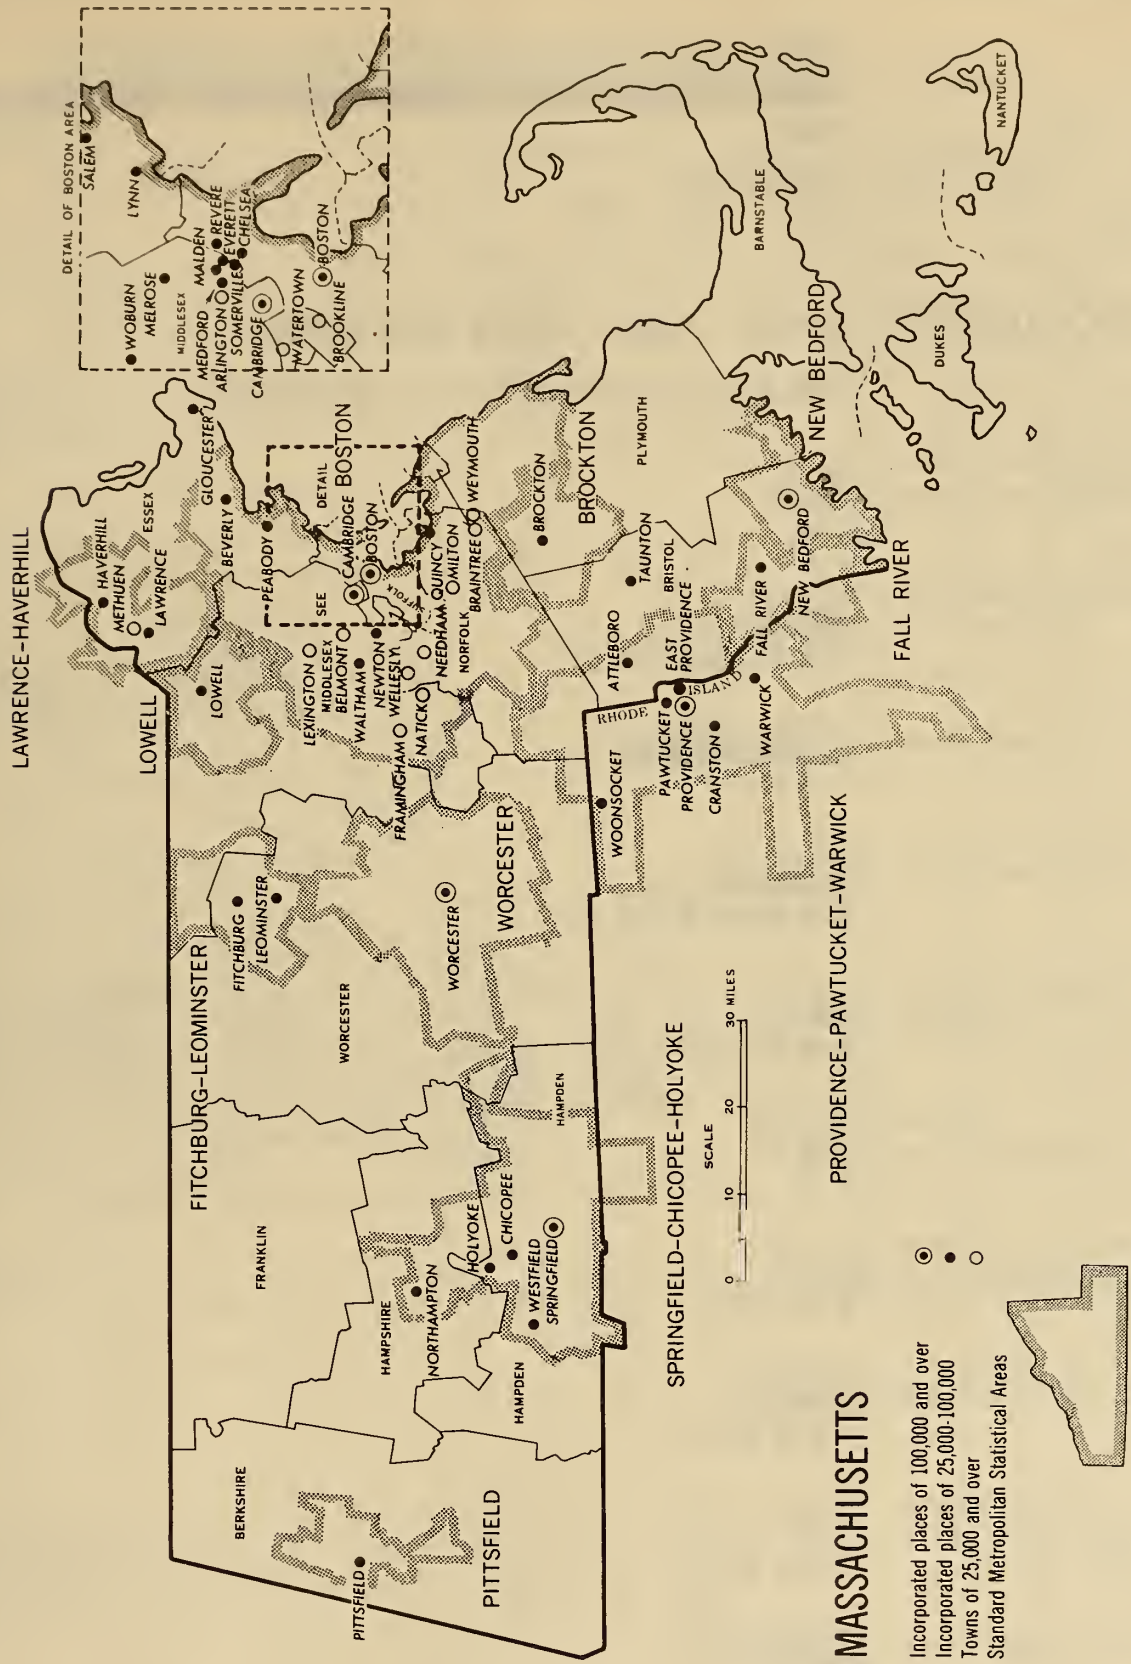 LAWRENCE-HAVERHILL
DETAIL OF BOSTON AREA
SALEM
LYNN
WOBURN
MELROSE
MIDDLESEX
MALDEN
REVERE
MEDFORD
EVERETT
ARLINGTON
CHELSEA
SOMERVILLE
CAMBRIDGE
WATERTOWN
BOSTON
BROOKLINE
HAVERHILL
METHUEN
ESSEX
LAWRENCE
GLOUCESTER
BEVERLY
PEABODY
LOWELL
LOWELL
SEE
DETAIL
BOSTON
CAMBRIDGE
BOSTON
SUFFOLK
LEXINGTON
MIDDLESEX
BELMONT
WALTHAM
NEWTON
WELLESLY
NATICK
FRAMINGHAM
NEEDHAM
QUINCY
MILTON
BRAINTREE
WEYMOUTH
NORFOLK
FITCHBURG-LEOMINSTER
FITCHBURG
LEOMINSTER
WORCESTER
WORCESTER
WORCESTER
BROCKTON
BROCKTON
PLYMOUTH
BARNSTABLE
NANTUCKET
DUKES
TAUNTON
BRISTOL
ATTLEBORO
EAST
PROVIDENCE
FALL RIVER
NEW BEDFORD
NEW BEDFORD
FALL RIVER
RHODE
ISLAND
WOONSOCKET
PAWTUCKET
PROVIDENCE
CRANSTON
WARWICK
PROVIDENCE-PAWTUCKET-WARWICK
FRANKLIN
HAMPSHIRE
NORTHAMPTON
HOLYOKE
CHICOPEE
WESTFIELD
SPRINGFIELD
HAMPDEN
HAMPDEN
SPRINGFIELD-CHICOPEE-HOLYOKE
BERKSHIRE
PITTSFIELD
PITTSFIELD
SCALE
0 10 20 30 MILES
MASSACHUSETTS
Incorporated places of 100,000 and over
Incorporated places of 25,000-100,000
Towns of 25,000 and over
Standard Metropolitan Statistical Areas